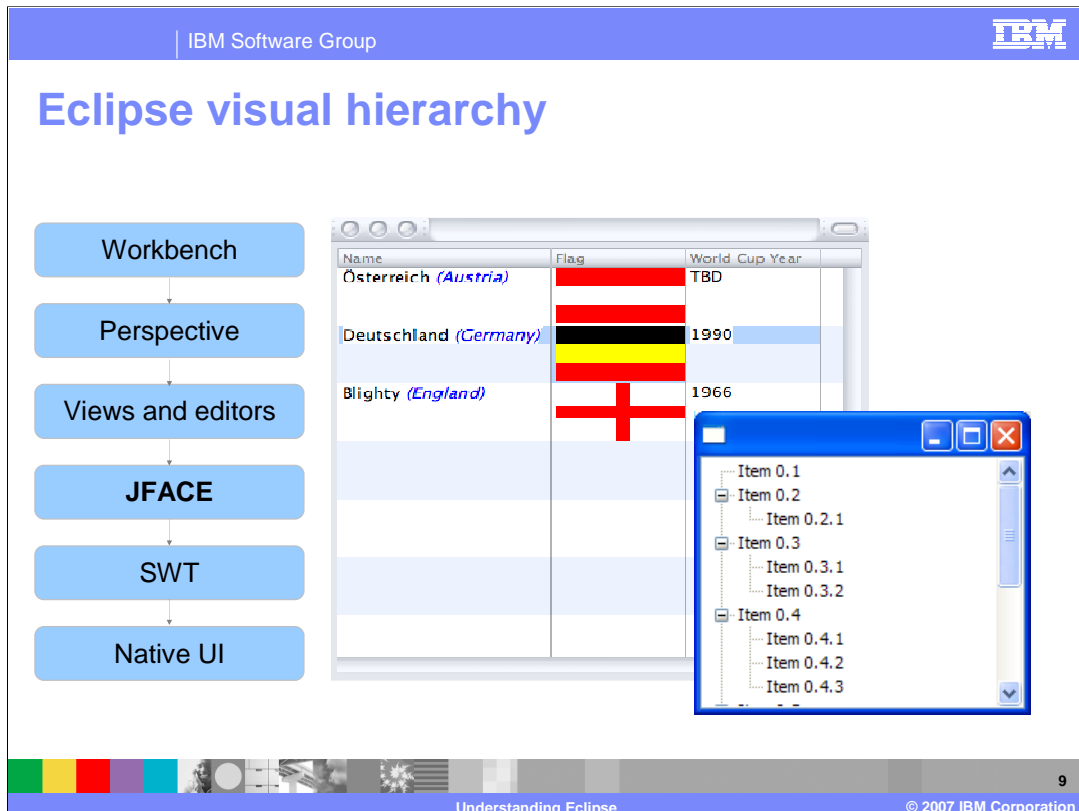 IBM Software Group
IBM
Eclipse visual hierarchy
Workbench
Perspective
Views and editors
JFACE
SWT
Native UI
Name Flag World Cup Year
Österreich (Austria) TBD
Deutschland (Germany) 1990
Blighty (England) 1966
Item 0.1
Item 0.2
Item 0.2.1
Item 0.3
Item 0.3.1
Item 0.3.2
Item 0.4
Item 0.4.1
Item 0.4.2
Item 0.4.3
9
Understanding Eclipse © 2007 IBM Corporation